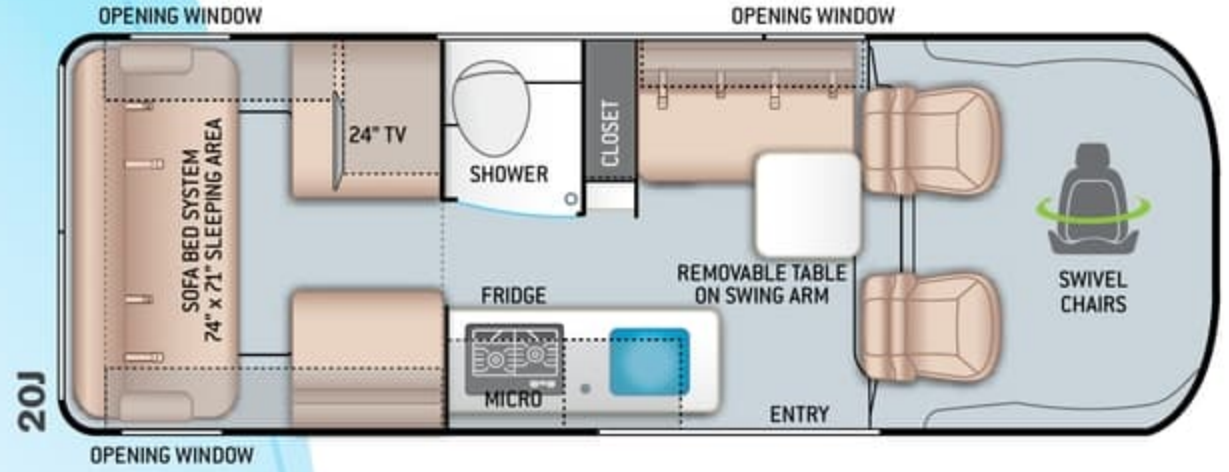 OPENING WINDOW
OPENING WINDOW
24" TV
SHOWER
CLOSET
SOFA BED SYSTEM
74" x 71" SLEEPING AREA
REMOVABLE TABLE
ON SWING ARM
SWIVEL
CHAIRS
FRIDGE
MICRO
ENTRY
20J
OPENING WINDOW